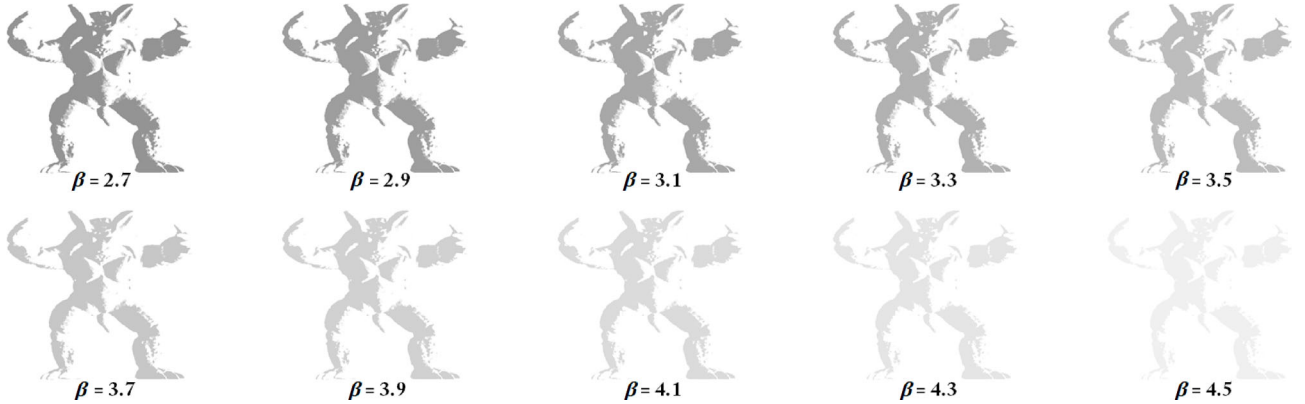 β = 2.7
β = 2.9
β = 3.1
β = 3.3
β = 3.5
β = 3.7
β = 3.9
β = 4.1
β = 4.3
β = 4.5